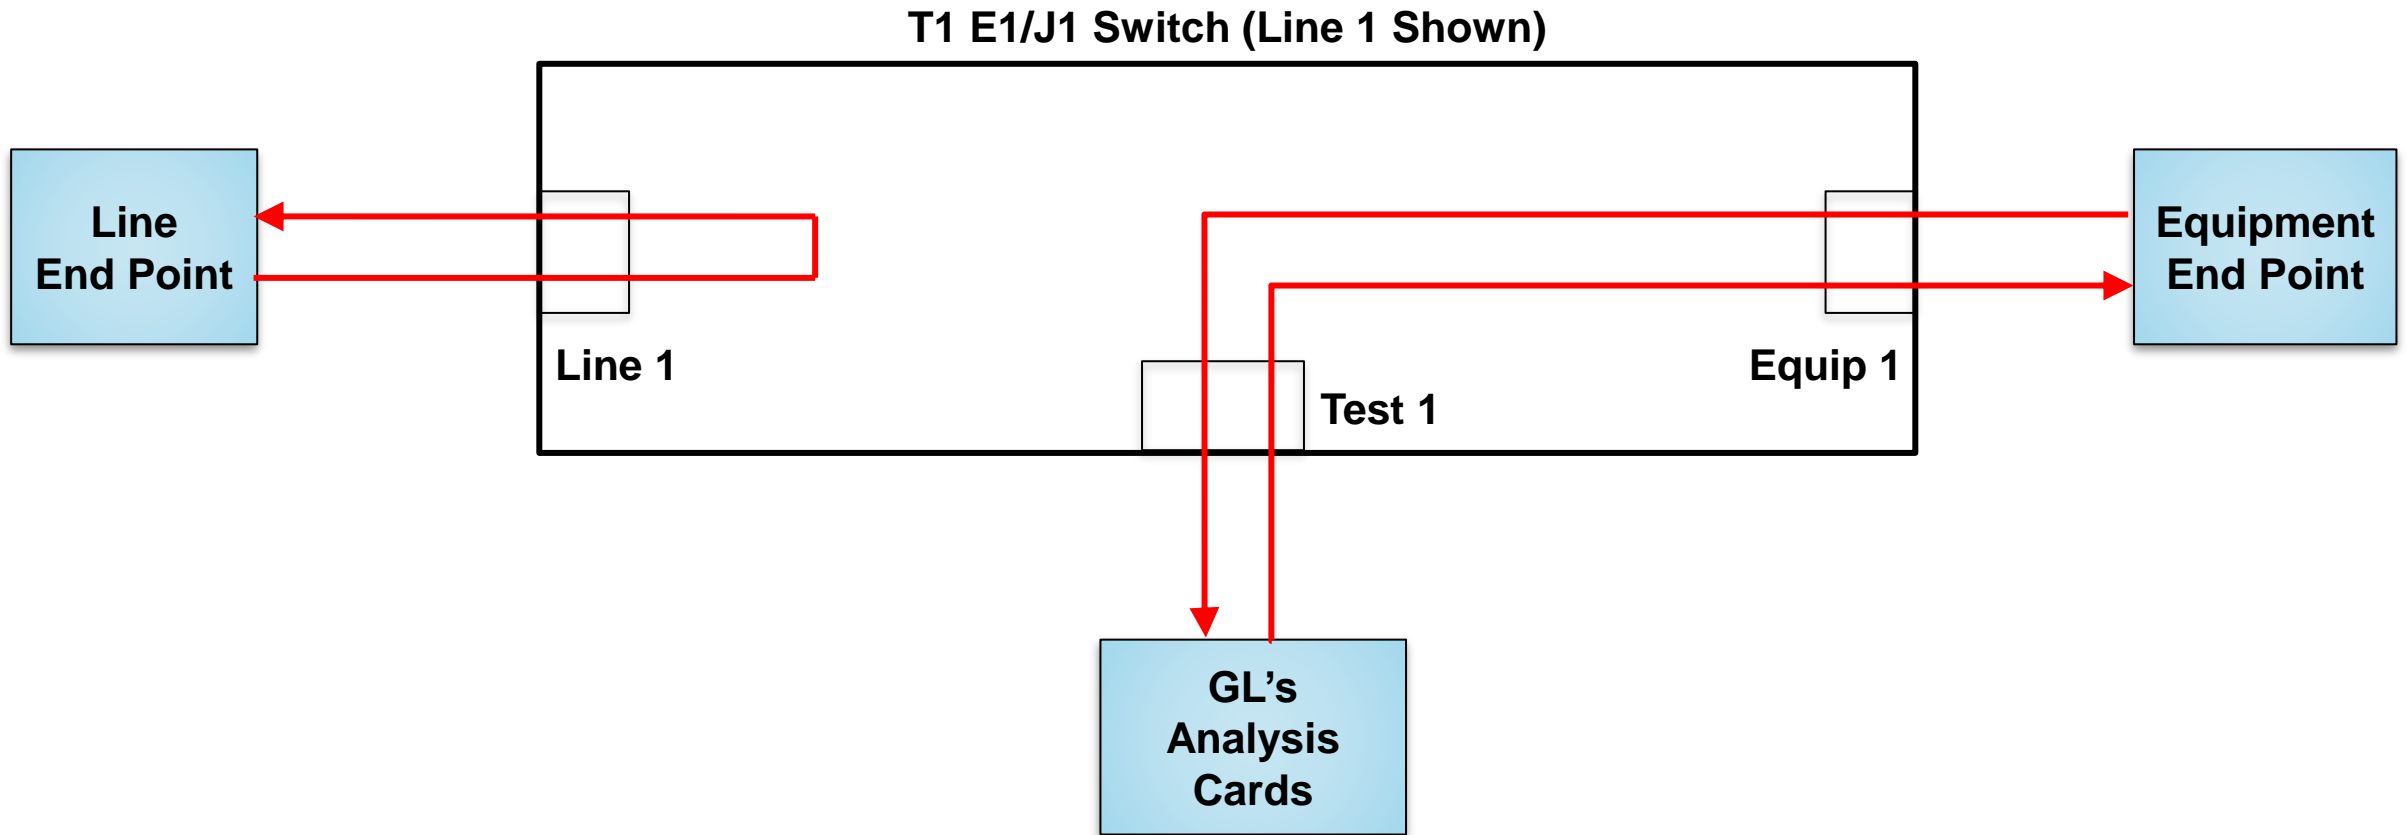 T1 E1/J1 Switch (Line 1 Shown)
Line
End Point
Equipment
End Point
Line 1
Equip 1
Test 1
GL’s
Analysis
Cards